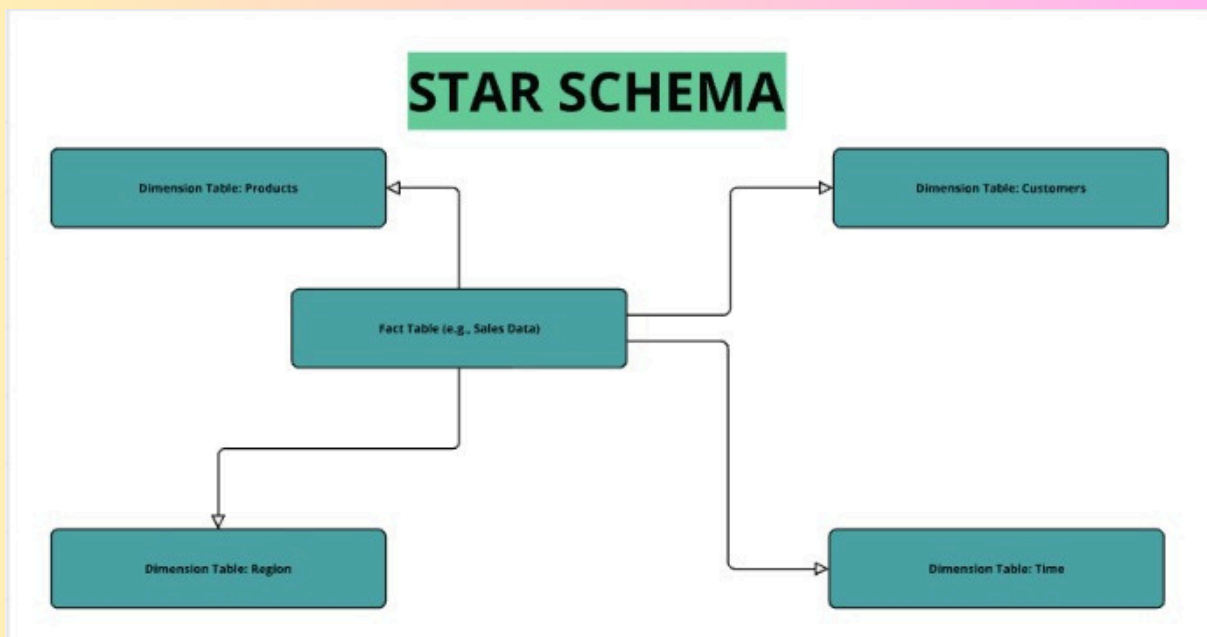 STAR SCHEMA
Dimension Table: Products
Dimension Table: Customers
Fact Table (e.g., Sales Data)
Dimension Table: Region
Dimension Table: Time